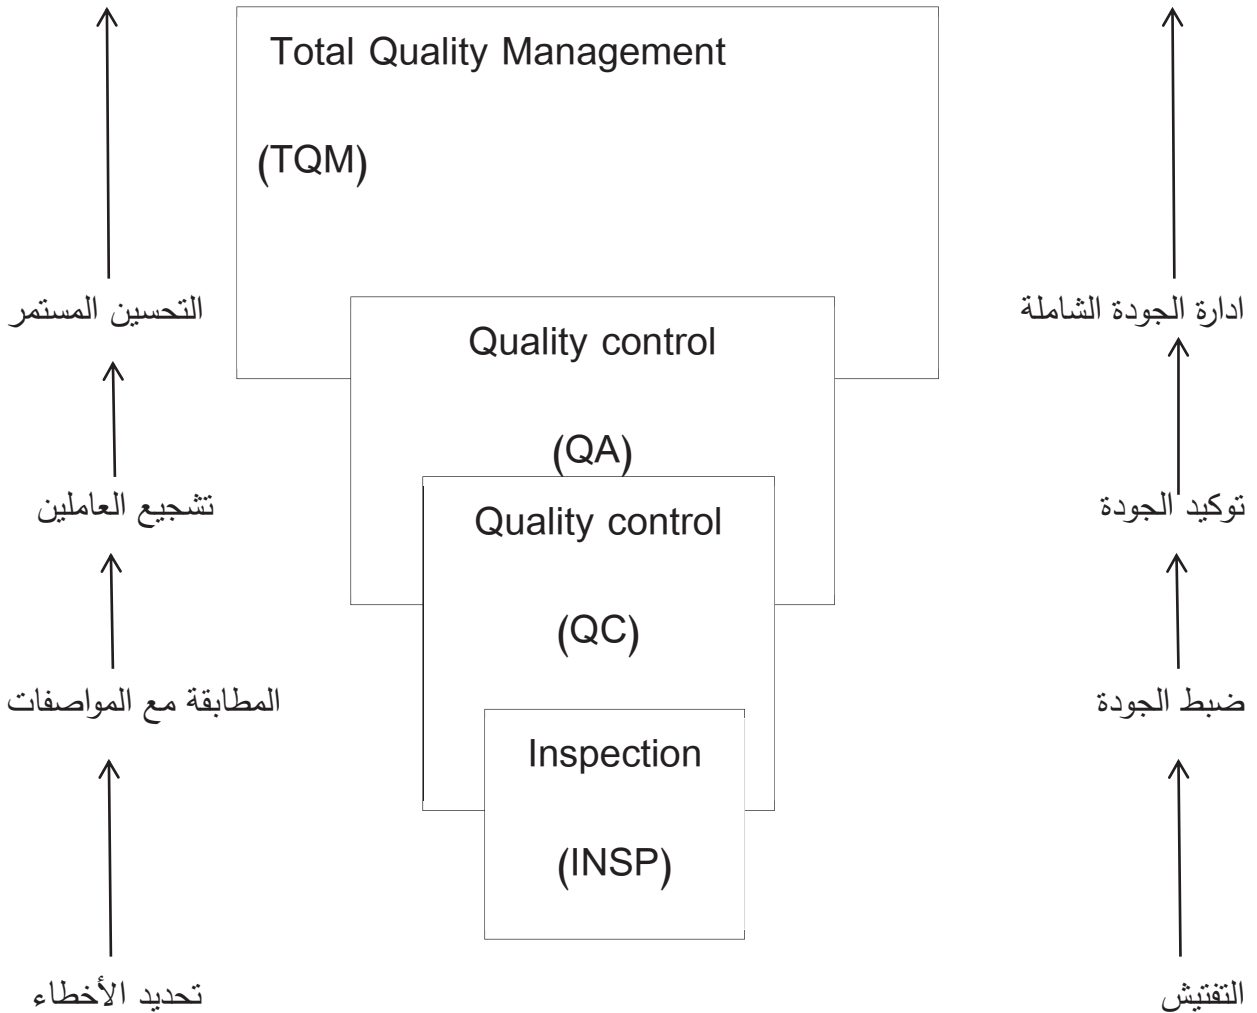 Total Quality Management
(TQM)
التحسين المستمر
ادارة الجودة الشاملة
Quality control
(QA)
تشجيع العاملين
توكيد الجودة
Quality control
(QC)
المطابقة مع المواصفات
ضبط الجودة
Inspection
(INSP)
تحديد الأخطاء
التفتيش